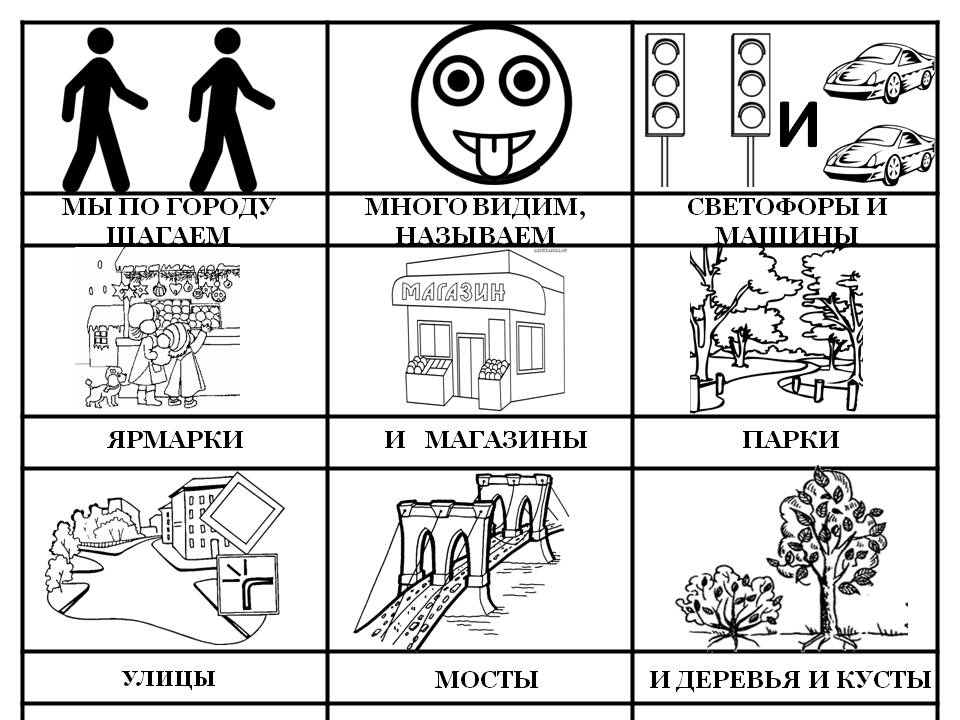 И
МЫ ПО ГОРОДУ
ШАГАЕМ
МНОГО ВИДИМ,
НАЗЫВАЕМ
СВЕТОФОРЫ И
МАШИНЫ
МАГАЗИН
ЯРМАРКИ
И МАГАЗИНЫ
ПАРКИ
УЛИЦЫ
МОСТЫ
И ДЕРЕВЬЯ И КУСТЫ